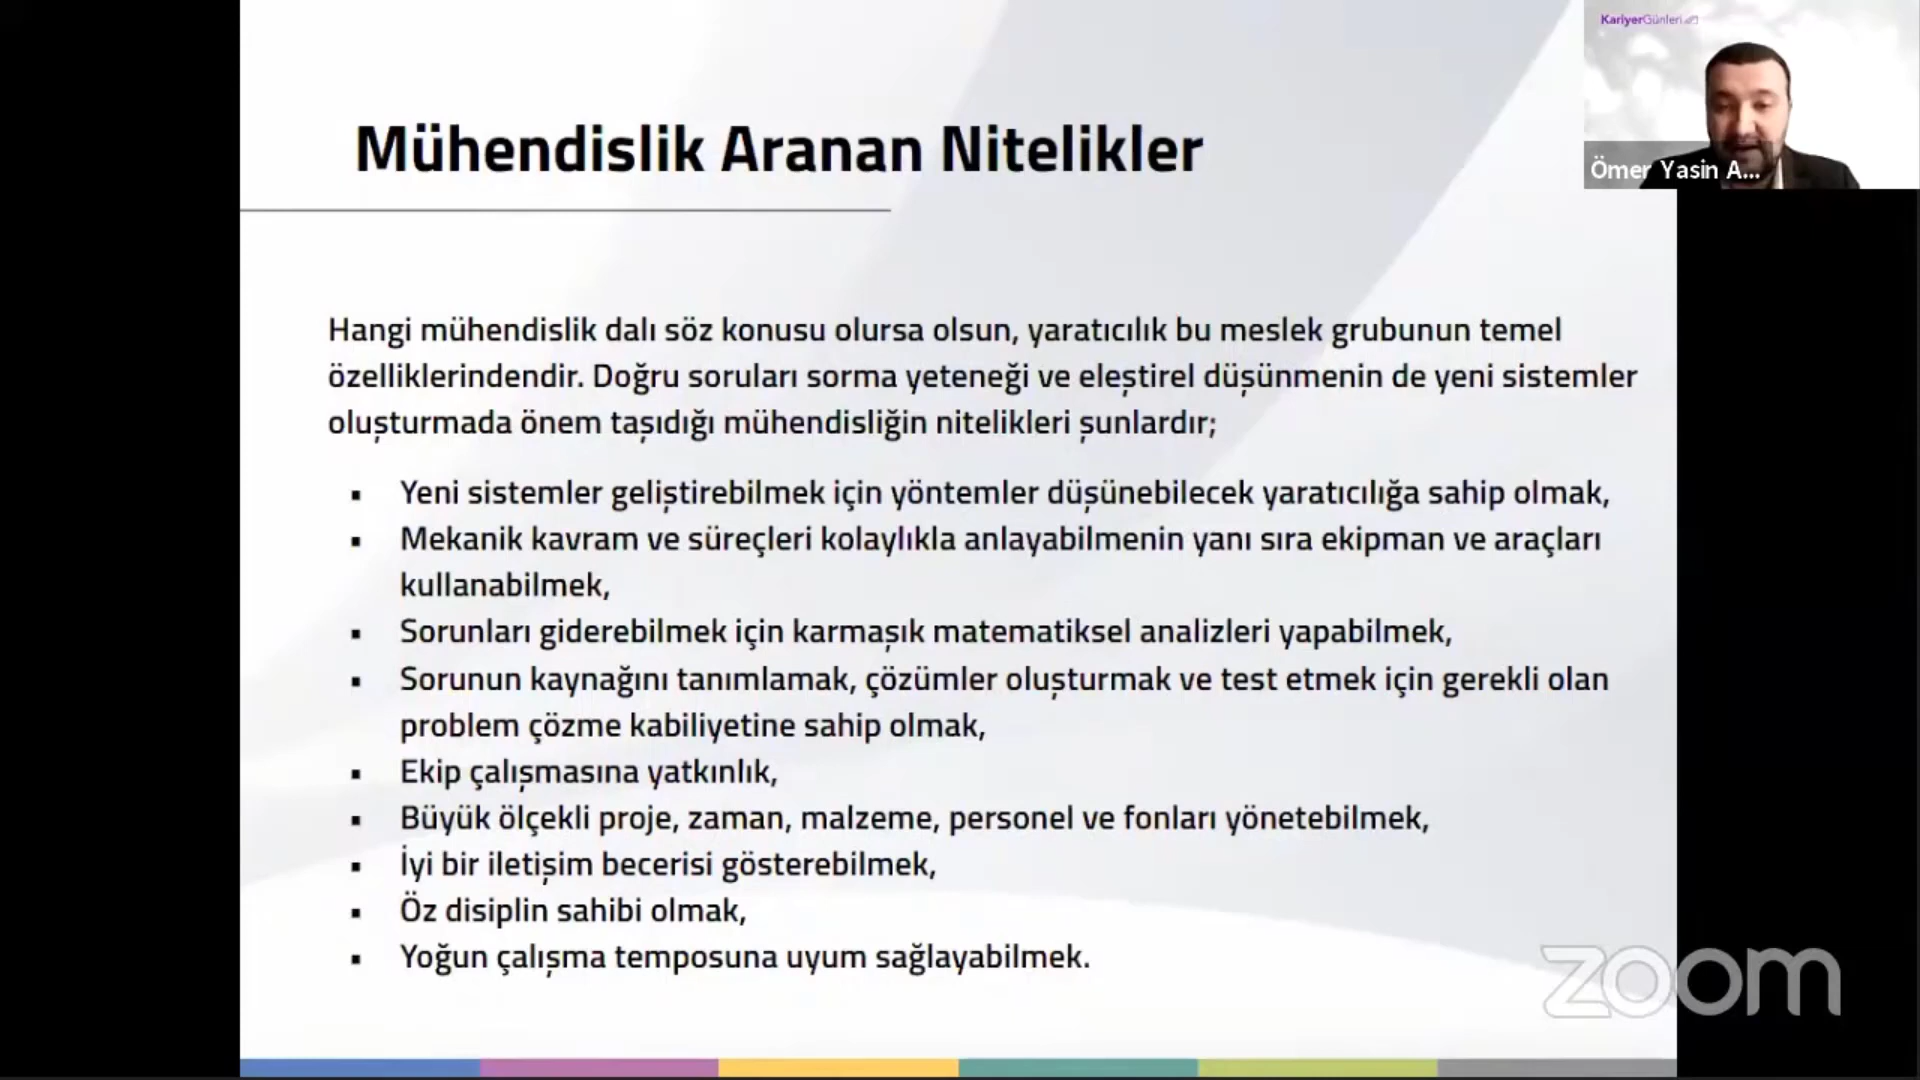 KariyerGünleri
Ömer Yasin A...
Mühendislik Aranan Nitelikler
Hangi mühendislik dalı söz konusu olursa olsun, yaratıcılık bu meslek grubunun temel
özelliklerindendir. Doğru soruları sorma yeteneği ve eleştirel düşünmenin de yeni sistemler
oluşturmada önem taşıdığı mühendisliğin nitelikleri şunlardır;
▪ Yeni sistemler geliştirebilmek için yöntemler düşünebilecek yaratıcılığa sahip olmak,
▪ Mekanik kavram ve süreçleri kolaylıkla anlayabilmenin yanı sıra ekipman ve araçları
kullanabilmek,
▪ Sorunları giderebilmek için karmaşık matematiksel analizleri yapabilmek,
▪ Sorunun kaynağını tanımlamak, çözümler oluşturmak ve test etmek için gerekli olan
problem çözme kabiliyetine sahip olmak,
▪ Ekip çalışmasına yatkınlık,
▪ Büyük ölçekli proje, zaman, malzeme, personel ve fonları yönetebilmek,
▪ İyi bir iletişim becerisi gösterebilmek,
▪ Öz disiplin sahibi olmak,
▪ Yoğun çalışma temposuna uyum sağlayabilmek.
zoom